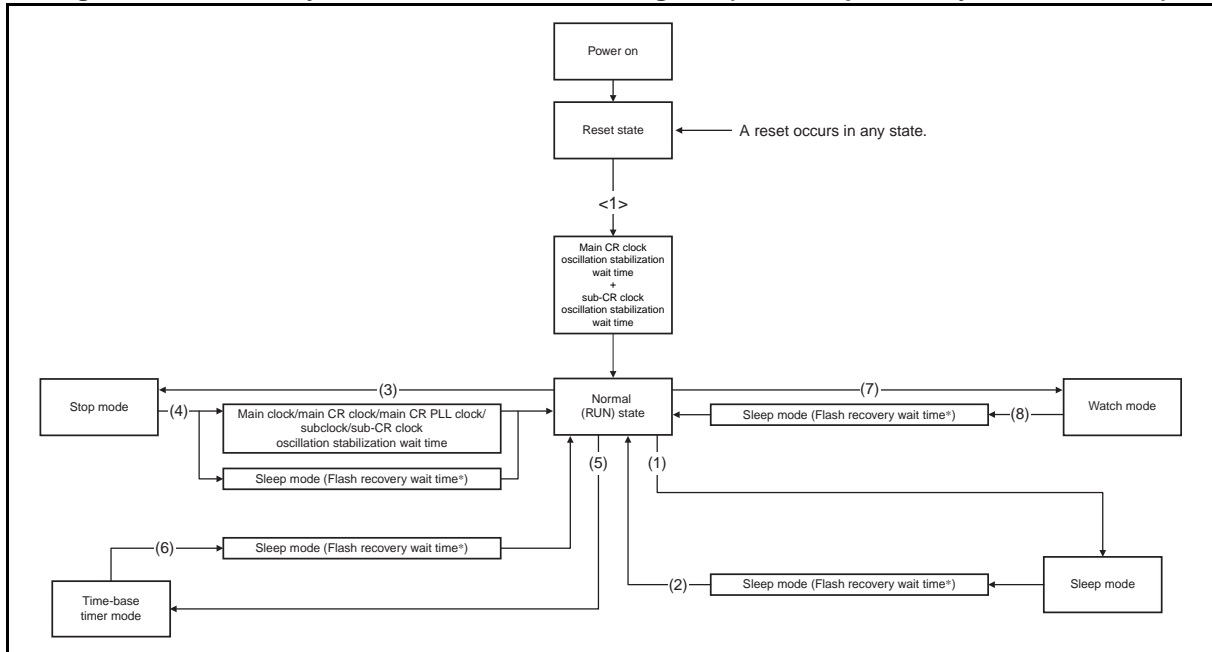 Power on
Reset state
A reset occurs in any state.
<1>
Main CR clock
oscillation stabilization
wait time
+
sub-CR clock
oscillation stabilization
wait time
Stop mode
(3)
(4)
Main clock/main CR clock/main CR PLL clock/
subclock/sub-CR clock
oscillation stabilization wait time
Sleep mode (Flash recovery wait time*)
Normal
(RUN) state
(7)
Sleep mode (Flash recovery wait time*)
(8)
Watch mode
(5)
(1)
(6)
Sleep mode (Flash recovery wait time*)
Time-base
timer mode
(2)
Sleep mode (Flash recovery wait time*)
Sleep mode